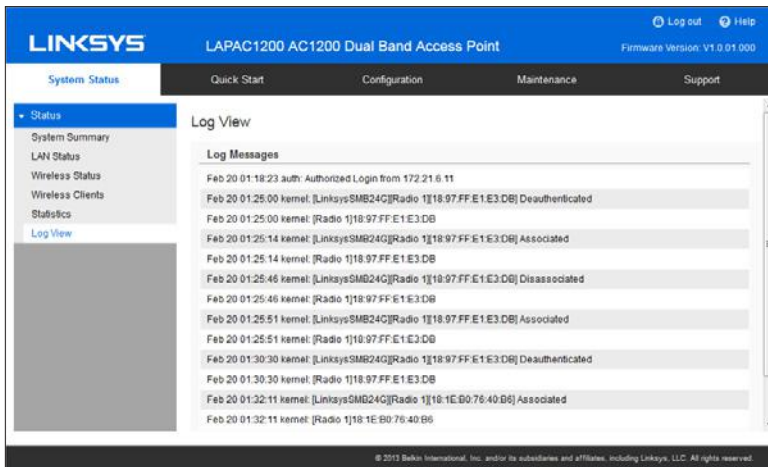 Log out Help
LINKSYS
LAPAC1200 AC1200 Dual Band Access Point
Firmware Version: V1.0.01.000
System Status Quick Start Configuration Maintenance Support
Status
System Summary
LAN Status
Wireless Status
Wireless Clients
Statistics
Log View
Log View
Log Messages
Feb 20 01:18:23 auth: Authorized Login from 172.21.6.11
Feb 20 01:25:00 kernel: [LinksysSMB24G][Radio 1][18:97:FF:E1:E3:DB] Deauthenticated
Feb 20 01:25:00 kernel: [Radio 1]18:97:FF:E1:E3:DB
Feb 20 01:25:14 kernel: [LinksysSMB24G][Radio 1][18:97:FF:E1:E3:DB] Associated
Feb 20 01:25:14 kernel: [Radio 1]18:97:FF:E1:E3:DB
Feb 20 01:25:46 kernel: [LinksysSMB24G][Radio 1][18:97:FF:E1:E3:DB] Disassociated
Feb 20 01:25:46 kernel: [Radio 1]18:97:FF:E1:E3:DB
Feb 20 01:25:51 kernel: [LinksysSMB24G][Radio 1][18:97:FF:E1:E3:DB] Associated
Feb 20 01:25:51 kernel: [Radio 1]18:97:FF:E1:E3:DB
Feb 20 01:30:30 kernel: [LinksysSMB24G][Radio 1][18:97:FF:E1:E3:DB] Deauthenticated
Feb 20 01:30:30 kernel: [Radio 1]18:97:FF:E1:E3:DB
Feb 20 01:32:11 kernel: [LinksysSMB24G][Radio 1][18:1E:B0:76:40:B6] Associated
Feb 20 01:32:11 kernel: [Radio 1]18:1E:B0:76:40:B6
© 2013 Belkin International, Inc. and/or its subsidiaries and affiliates, including Linksys, LLC. All rights reserved.